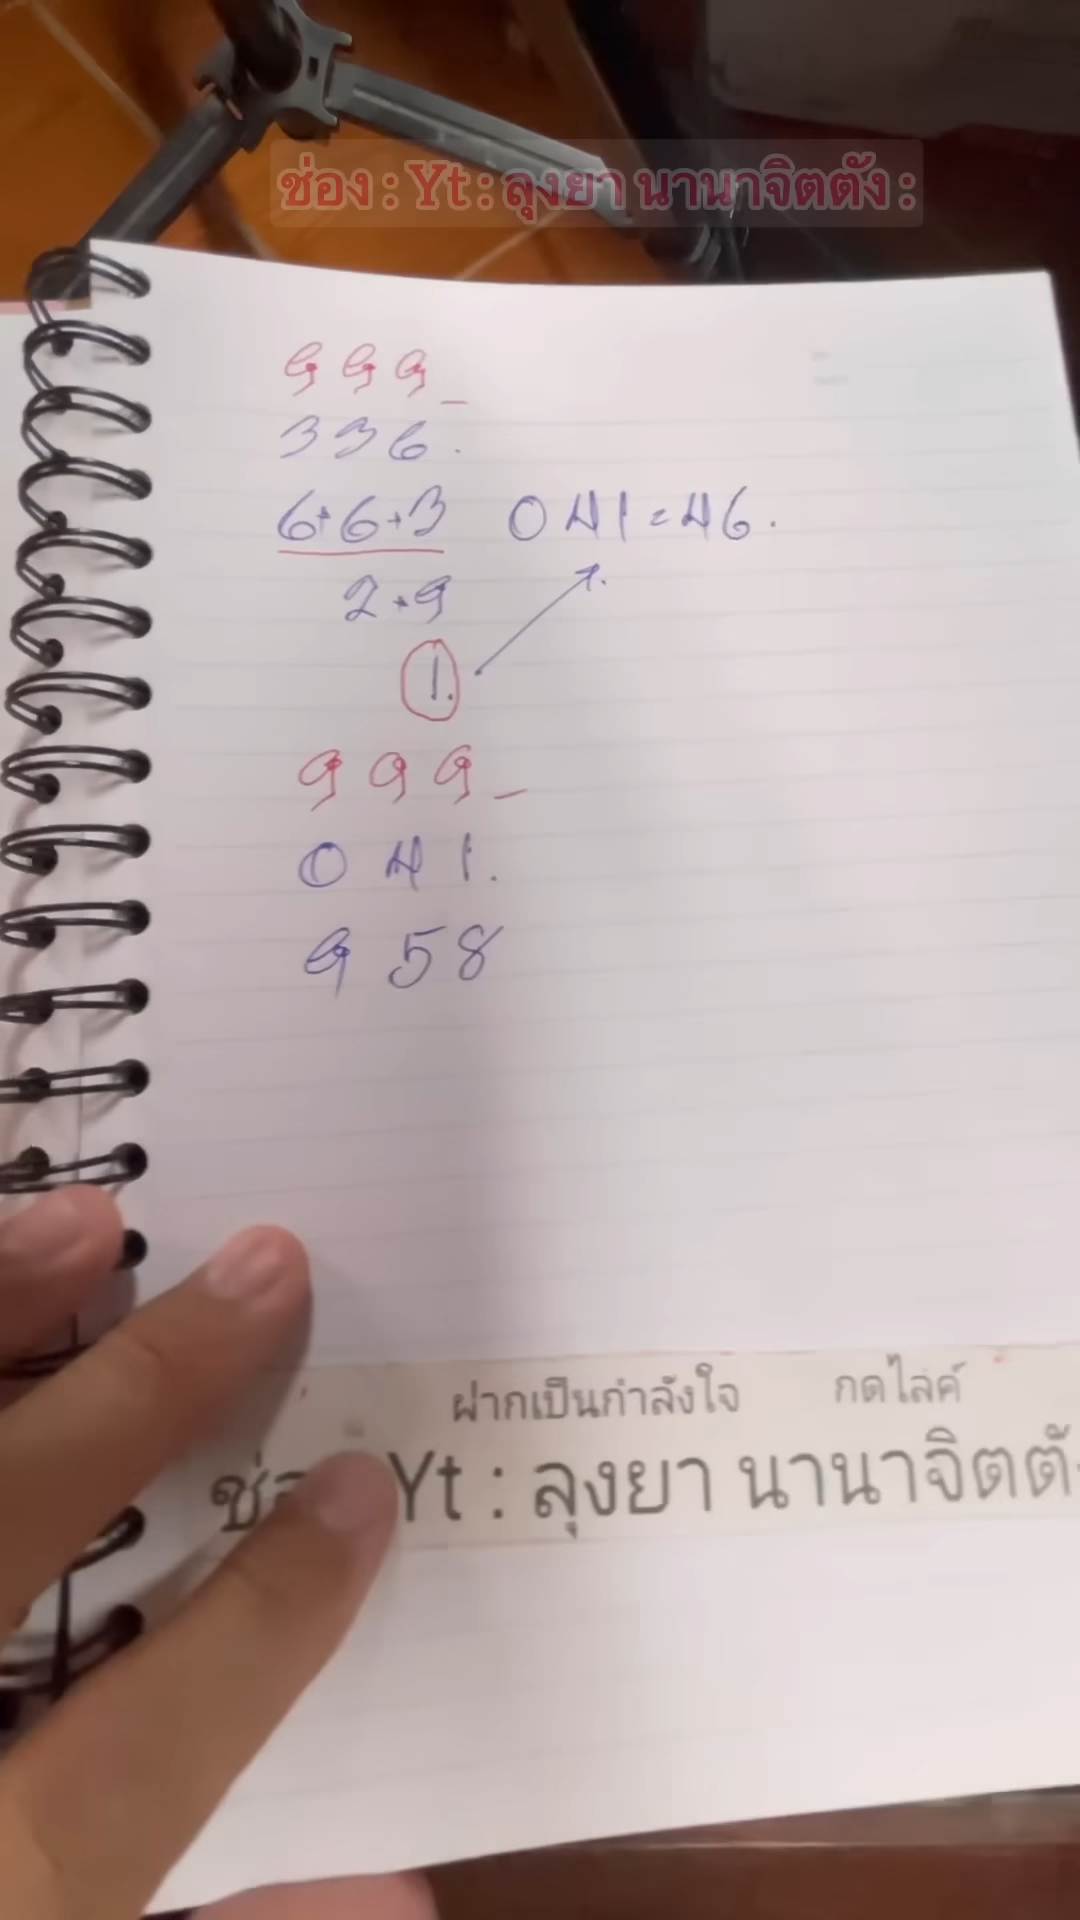 ช่อง : Yt : ลุงยา นานาจิตตัง :
999-
336.
6+6+3 041=46.
2+9
1.
999-
041.
958
ฝากเป็นกำลังใจ กดไลค์
Yt : ลุงยา นานาจิตตั